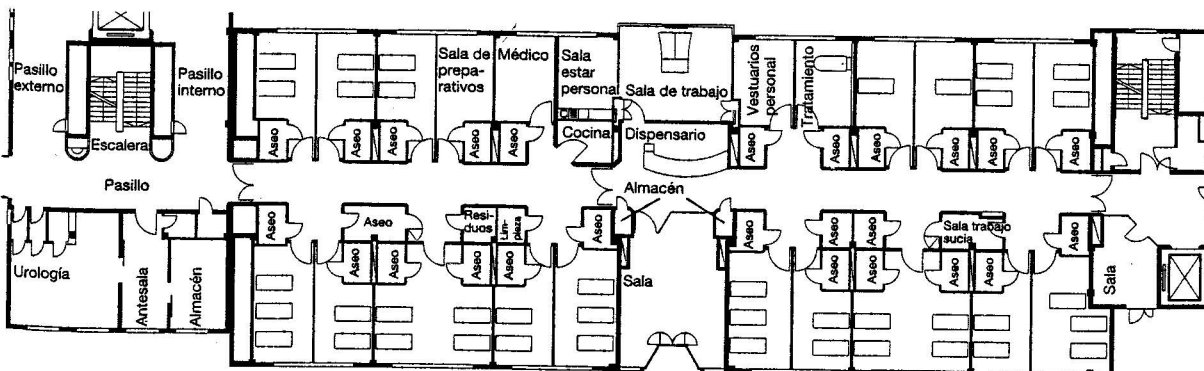 Pasillo
externo
Escalera
Pasillo
interno
Sala de
prepa-
rativos
Médico
Sala
estar
personal
Cocina
Sala de trabajo
Dispensario
Vestuarios
personal
Tratamiento
Aseo
Aseo
Aseo
Aseo
Aseo
Aseo
Aseo
Aseo
Aseo
Aseo
Pasillo
Almacén
Aseo
Aseo
Resi-
duos
Lim-
pieza
Aseo
Aseo
Aseo
Aseo
Aseo
Sala trabajo
sucia
Aseo
Aseo
Aseo
Aseo
Aseo
Aseo
Aseo
Aseo
Urología
Antesala
Almacén
Sala
Sala